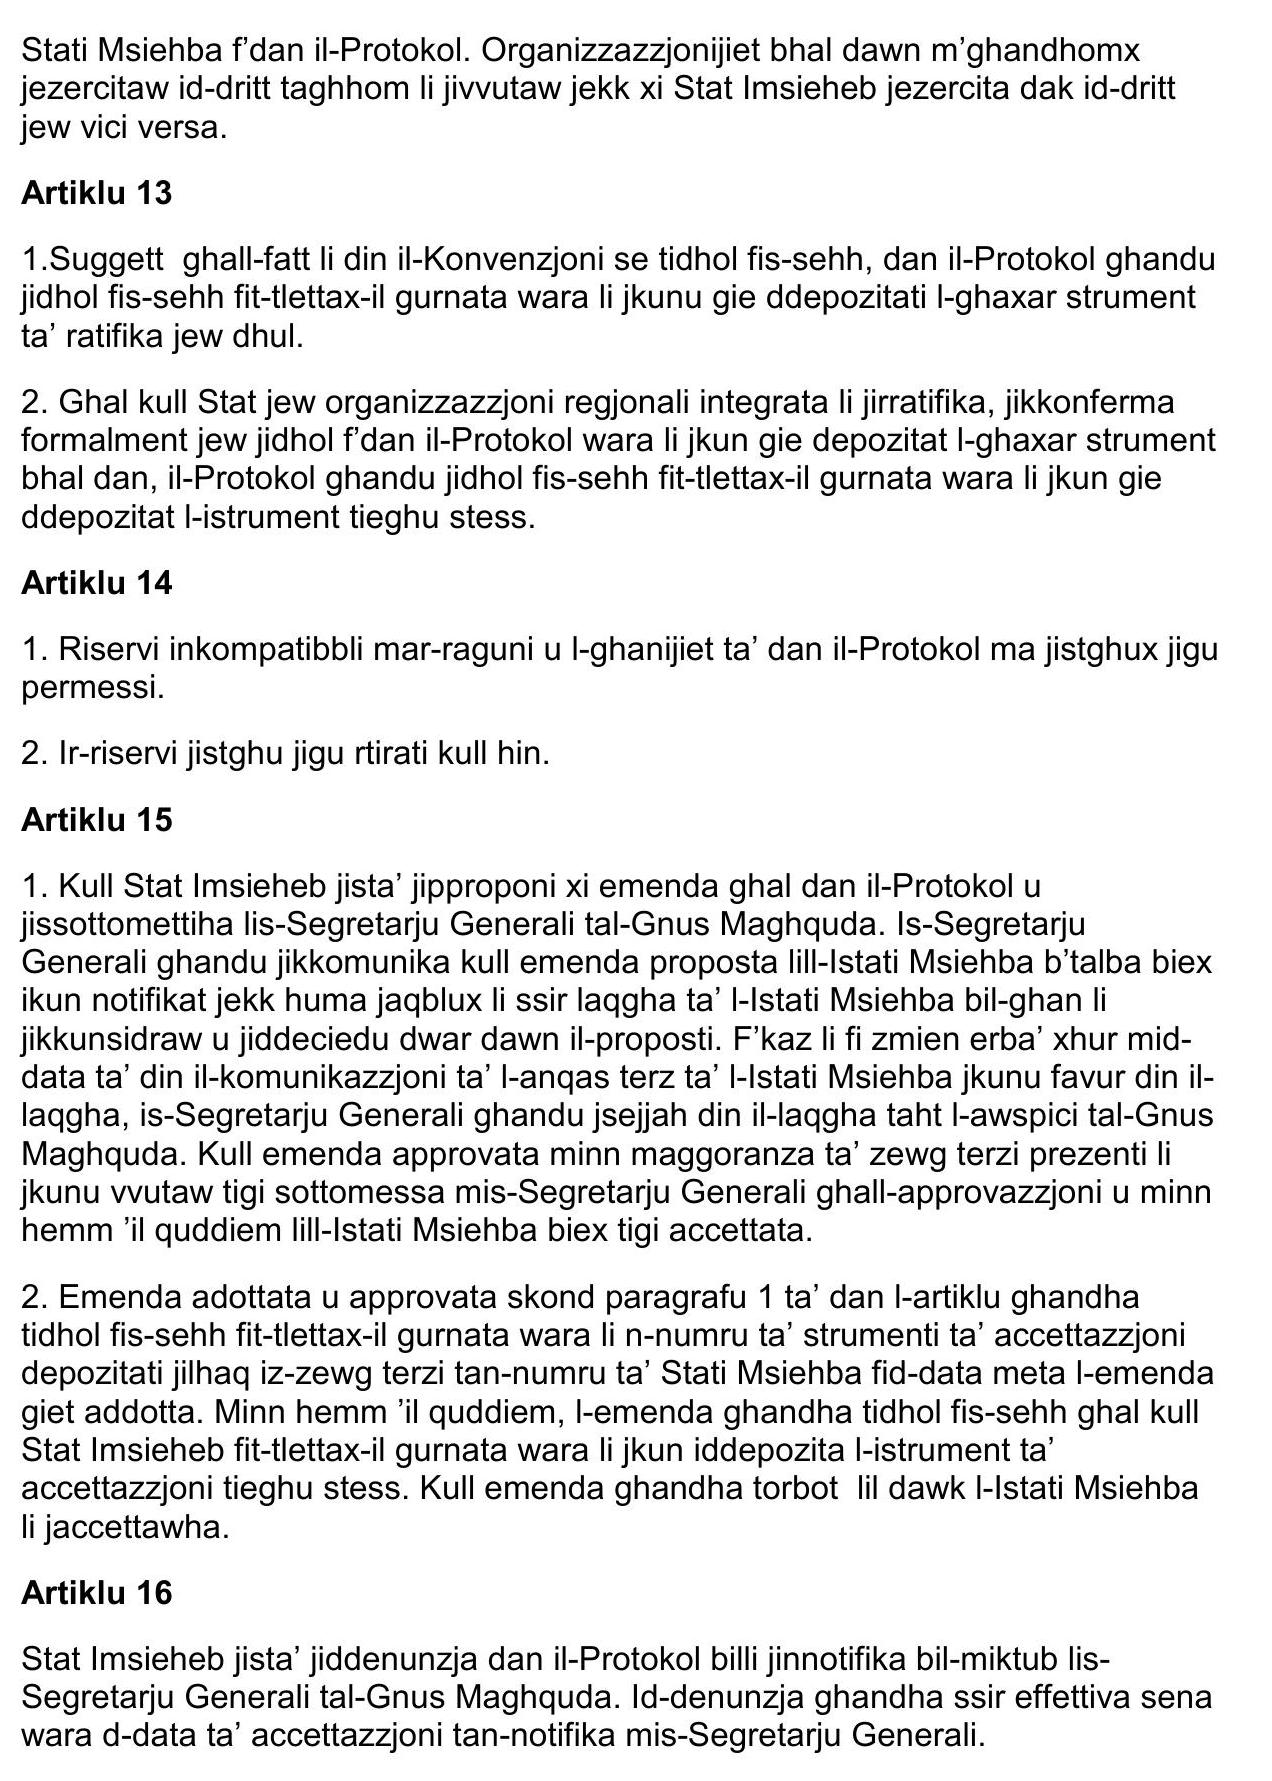 Stati Msiehba f’dan il-Protokol. Organizzazzjonijiet bhal dawn m’ghandhomx
jezercitaw id-dritt taghhom li jivvutaw jekk xi Stat Imsieheb jezercita dak id-dritt
jew vici versa.
Artiklu 13
1.Suggett  ghall-fatt li din il-Konvenzjoni se tidhol fis-sehh, dan il-Protokol ghandu
jidhol fis-sehh fit-tlettax-il gurnata wara li jkunu gie ddepozitati l-ghaxar strument
ta’ ratifika jew dhul.
2. Ghal kull Stat jew organizzazzjoni regjonali integrata li jirratifika, jikkonferma
formalment jew jidhol f’dan il-Protokol wara li jkun gie depozitat l-ghaxar strument
bhal dan, il-Protokol ghandu jidhol fis-sehh fit-tlettax-il gurnata wara li jkun gie
ddepozitat l-istrument tieghu stess.
Artiklu 14
1. Riservi inkompatibbli mar-raguni u l-ghanijiet ta’ dan il-Protokol ma jistghux jigu
permessi.
2. Ir-riservi jistghu jigu rtirati kull hin.
Artiklu 15
1. Kull Stat Imsieheb jista’ jipproponi xi emenda ghal dan il-Protokol u
jissottomettiha lis-Segretarju Generali tal-Gnus Maghquda. Is-Segretarju
Generali ghandu jikkomunika kull emenda proposta lill-Istati Msiehba b’talba biex
ikun notifikat jekk huma jaqblux li ssir laqgha ta’ l-Istati Msiehba bil-ghan li
jikkunsidraw u jiddeciedu dwar dawn il-proposti. F’kaz li fi zmien erba’ xhur mid-
data ta’ din il-komunikazzjoni ta’ l-anqas terz ta’ l-Istati Msiehba jkunu favur din il-
laqgha, is-Segretarju Generali ghandu jsejjah din il-laqgha taht l-awspici tal-Gnus
Maghquda. Kull emenda approvata minn maggoranza ta’ zewg terzi prezenti li
jkunu vvutaw tigi sottomessa mis-Segretarju Generali ghall-approvazzjoni u minn
hemm ’il quddiem lill-Istati Msiehba biex tigi accettata.
2. Emenda adottata u approvata skond paragrafu 1 ta’ dan l-artiklu ghandha
tidhol fis-sehh fit-tlettax-il gurnata wara li n-numru ta’ strumenti ta’ accettazzjoni
depozitati jilhaq iz-zewg terzi tan-numru ta’ Stati Msiehba fid-data meta l-emenda
giet addotta. Minn hemm ’il quddiem, l-emenda ghandha tidhol fis-sehh ghal kull
Stat Imsieheb fit-tlettax-il gurnata wara li jkun iddepozita l-istrument ta’
accettazzjoni tieghu stess. Kull emenda ghandha torbot  lil dawk l-Istati Msiehba
li jaccettawha.
Artiklu 16
Stat Imsieheb jista’ jiddenunzja dan il-Protokol billi jinnotifika bil-miktub lis-
Segretarju Generali tal-Gnus Maghquda. Id-denunzja ghandha ssir effettiva sena
wara d-data ta’ accettazzjoni tan-notifika mis-Segretarju Generali.